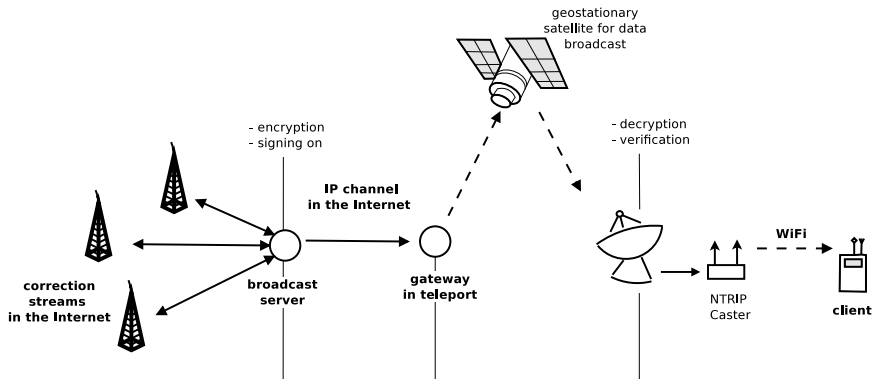 geostationary
satellite for data
broadcast
- encryption
- signing on
- decryption
- verification
IP channel
in the Internet
WiFi
correction
streams
in the Internet
broadcast
server
gateway
in teleport
NTRIP
Caster
client